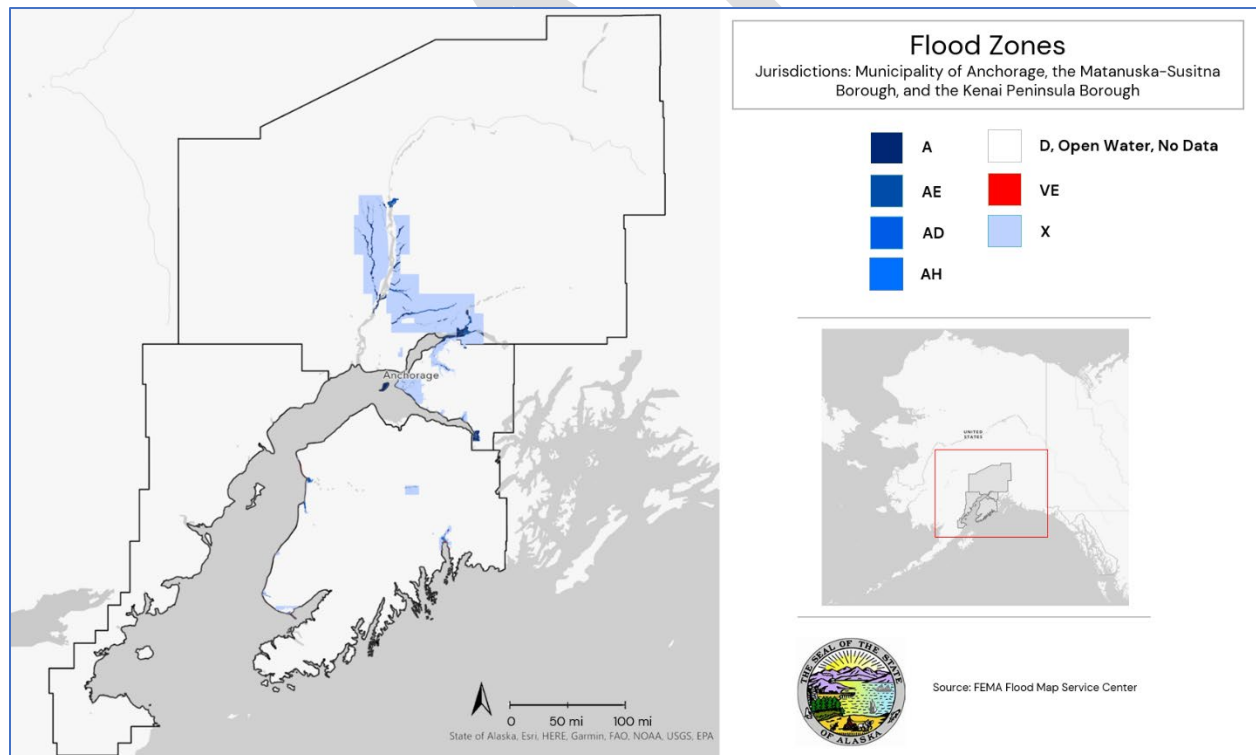 Flood Zones
Jurisdictions: Municipality of Anchorage, the Matanuska-Susitna
Borough, and the Kenai Peninsula Borough
A
D, Open Water, No Data
AE
VE
AD
X
AH
Anchorage
UNITED
STATES
THE SEAL OF THE STATE
OF ALASKA
Source: FEMA Flood Map Service Center
0 50 mi 100 mi
State of Alaska, Esri, HERE, Garmin, FAO, NOAA, USGS, EPA